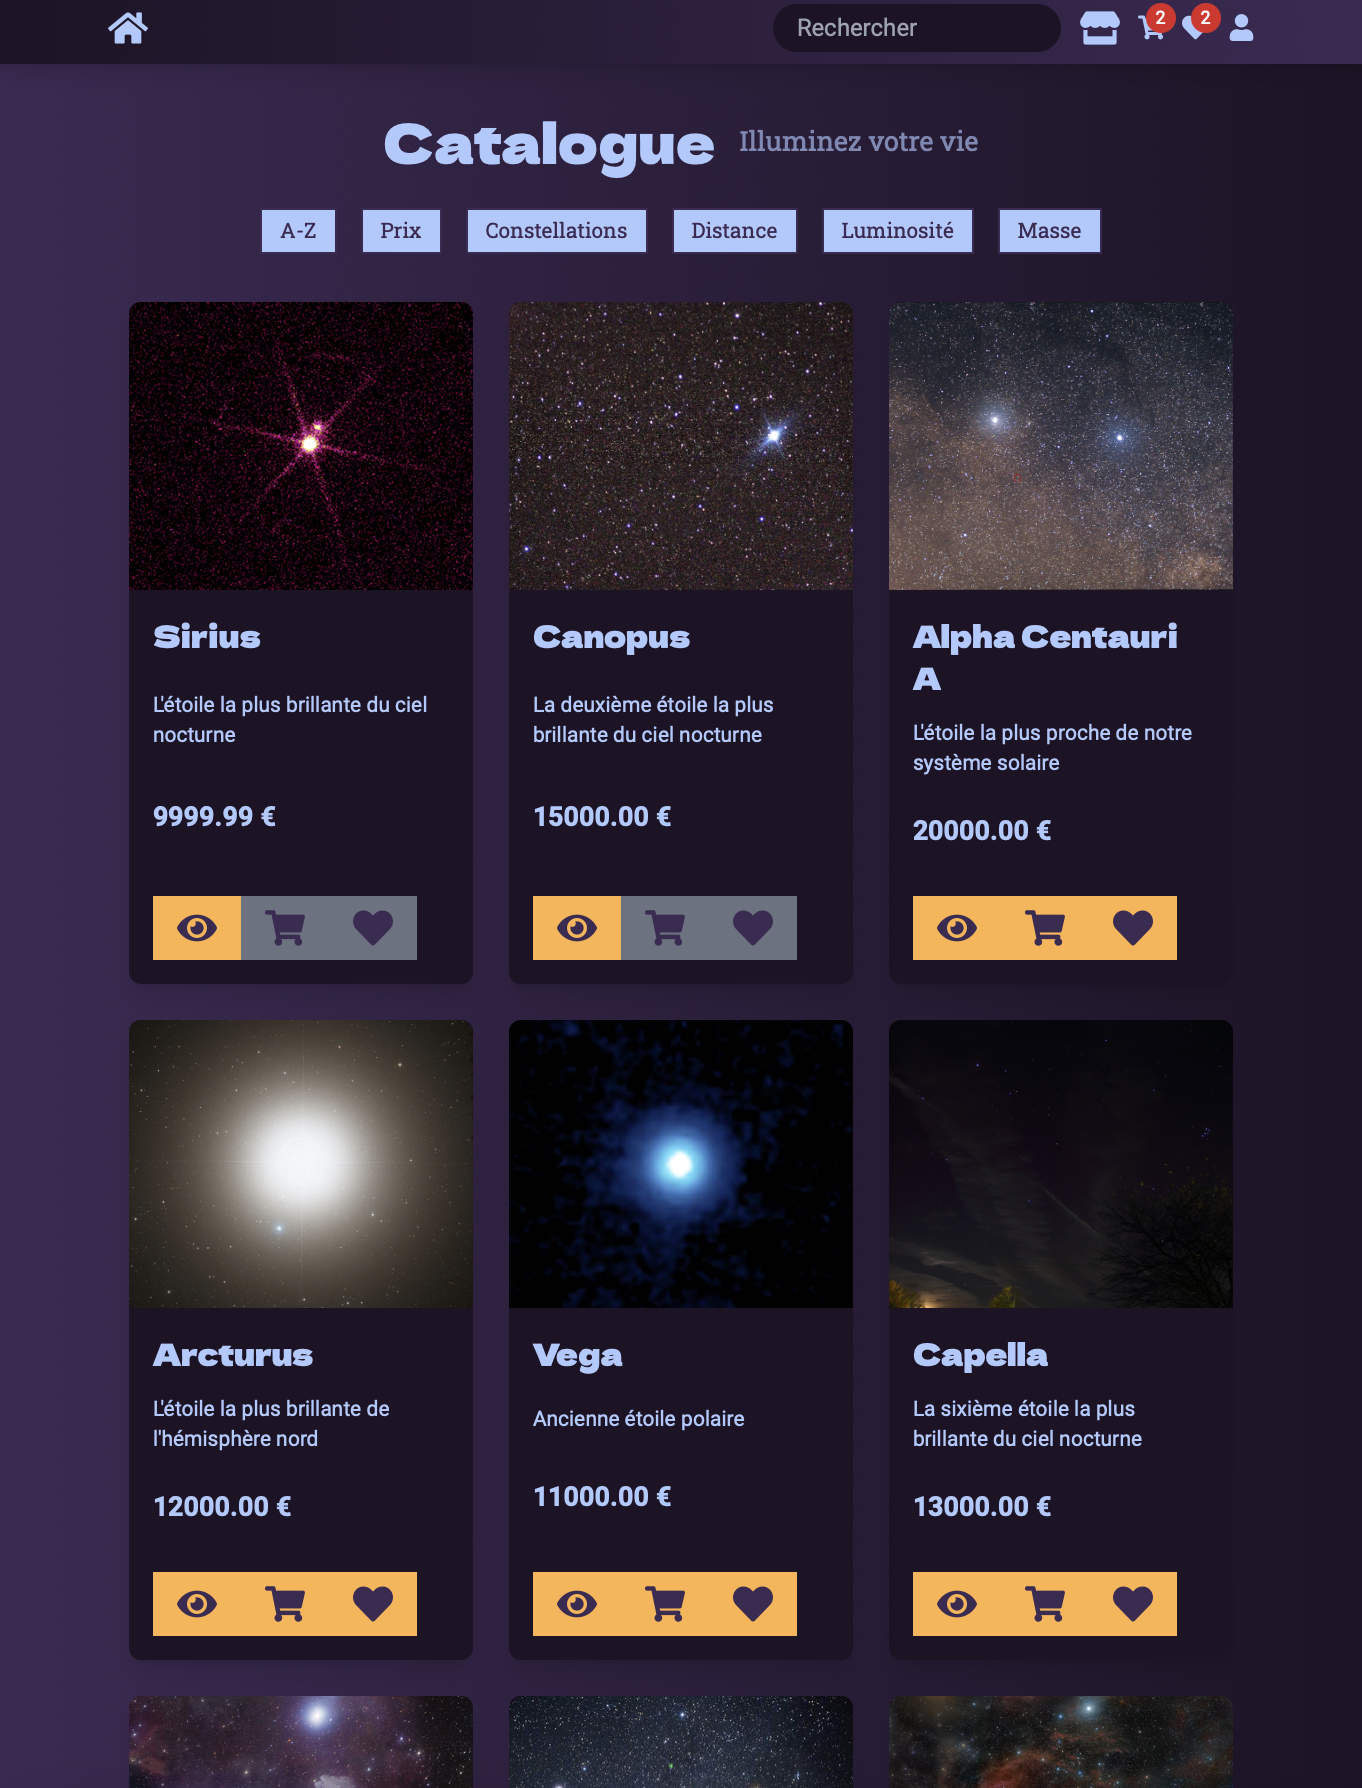 Rechercher
2
2
Catalogue
Illuminez votre vie
A-Z
Prix
Constellations
Distance
Luminosité
Masse
Sirius
L'étoile la plus brillante du ciel
nocturne
9999.99 €
Canopus
La deuxième étoile la plus
brillante du ciel nocturne
15000.00 €
Alpha Centauri
A
L'étoile la plus proche de notre
système solaire
20000.00 €
Arcturus
L'étoile la plus brillante de
l'hémisphère nord
12000.00 €
Vega
Ancienne étoile polaire
11000.00 €
Capella
La sixième étoile la plus
brillante du ciel nocturne
13000.00 €